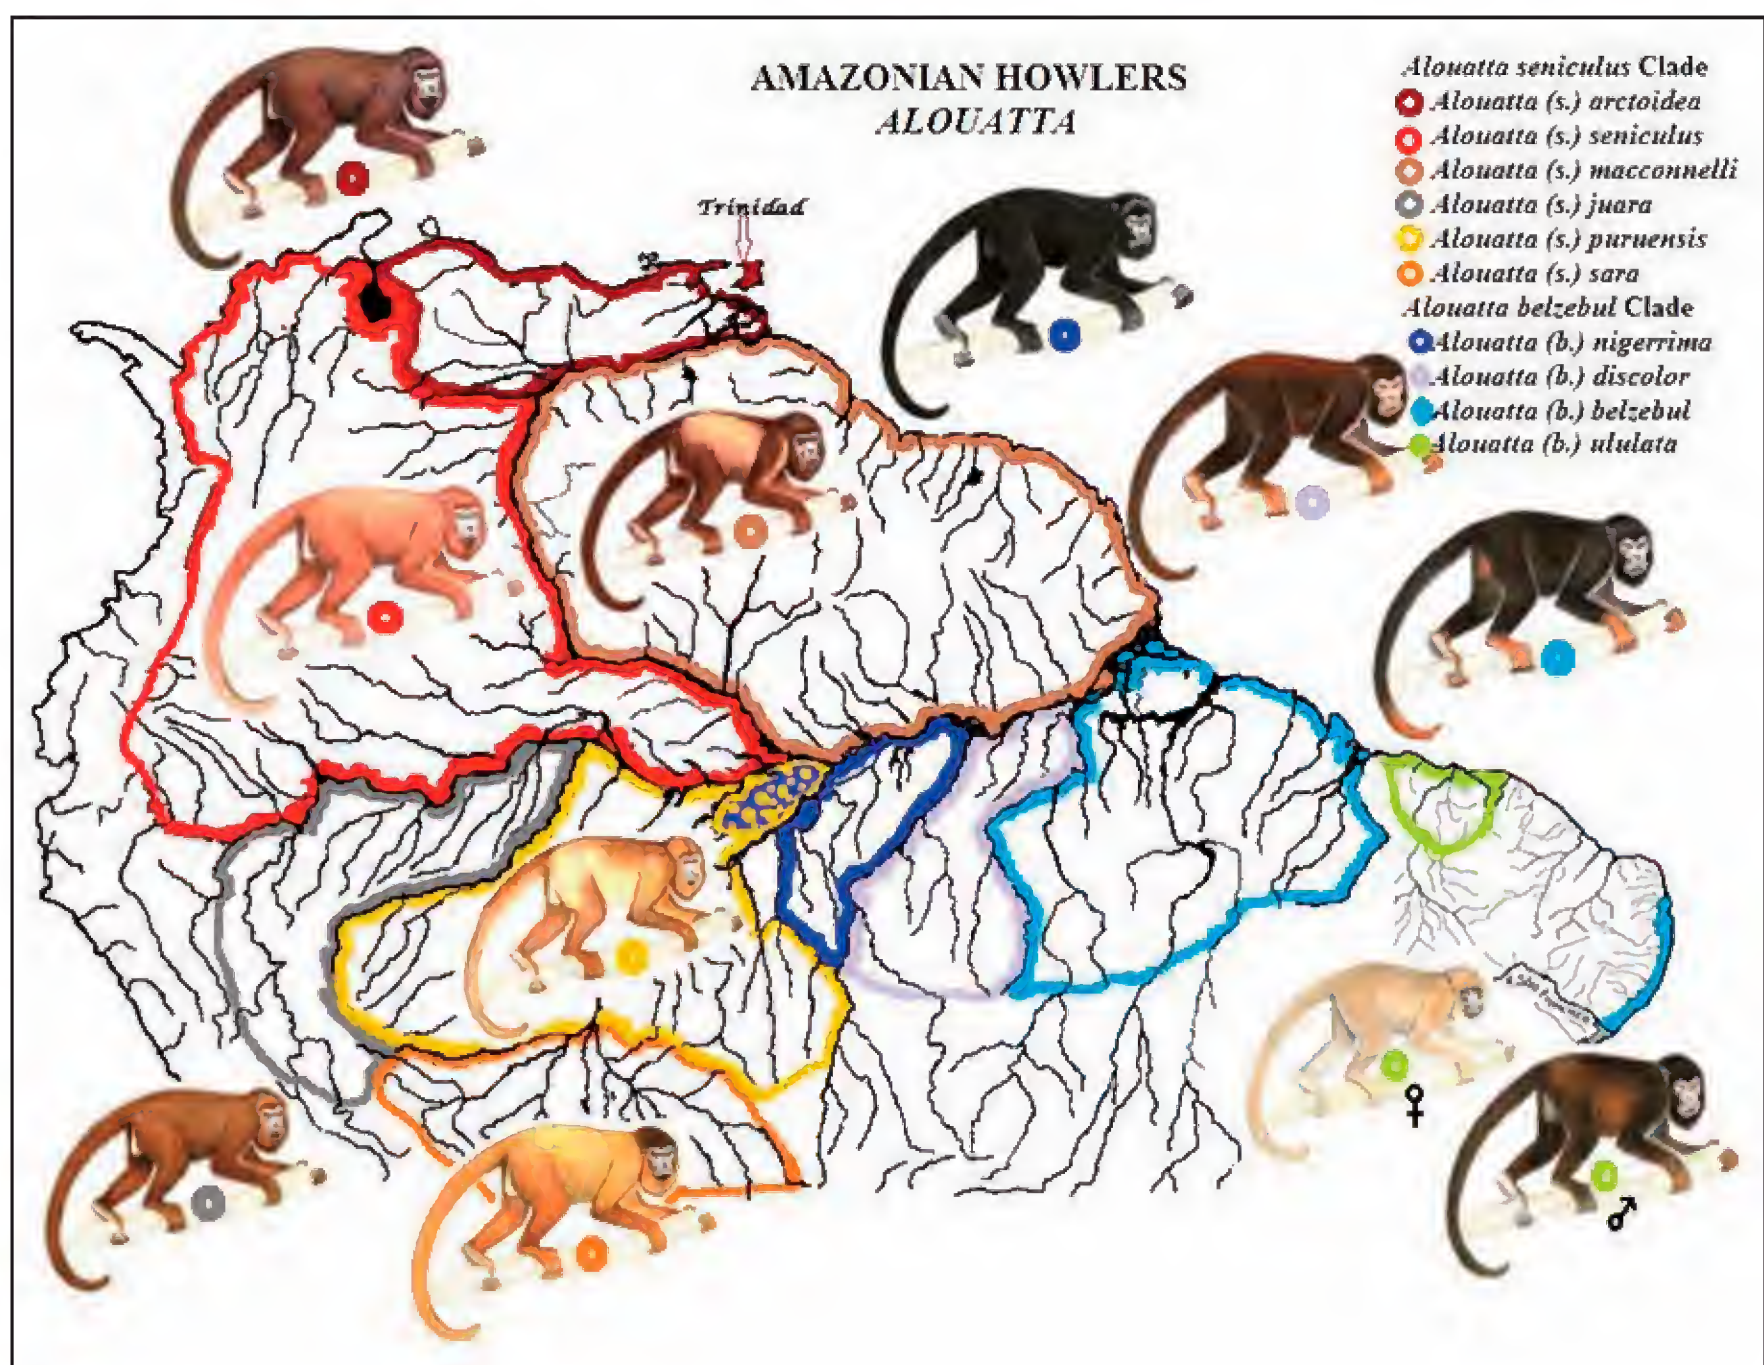 AMAZONIAN HOWLERS
ALOUATTA
Trinidad
Alouatta seniculus Clade
Alouatta (s.) arctoidea
Alouatta (s.) seniculus
Alouatta (s.) macconnelli
Alouatta (s.) juara
Alouatta (s.) puruensis
Alouatta (s.) sara
Alouatta belzebul Clade
Alouatta (b.) nigerrima
Alouatta (b.) discolor
Alouatta (b.) belzebul
Alouatta (b.) ululata
♀
♂